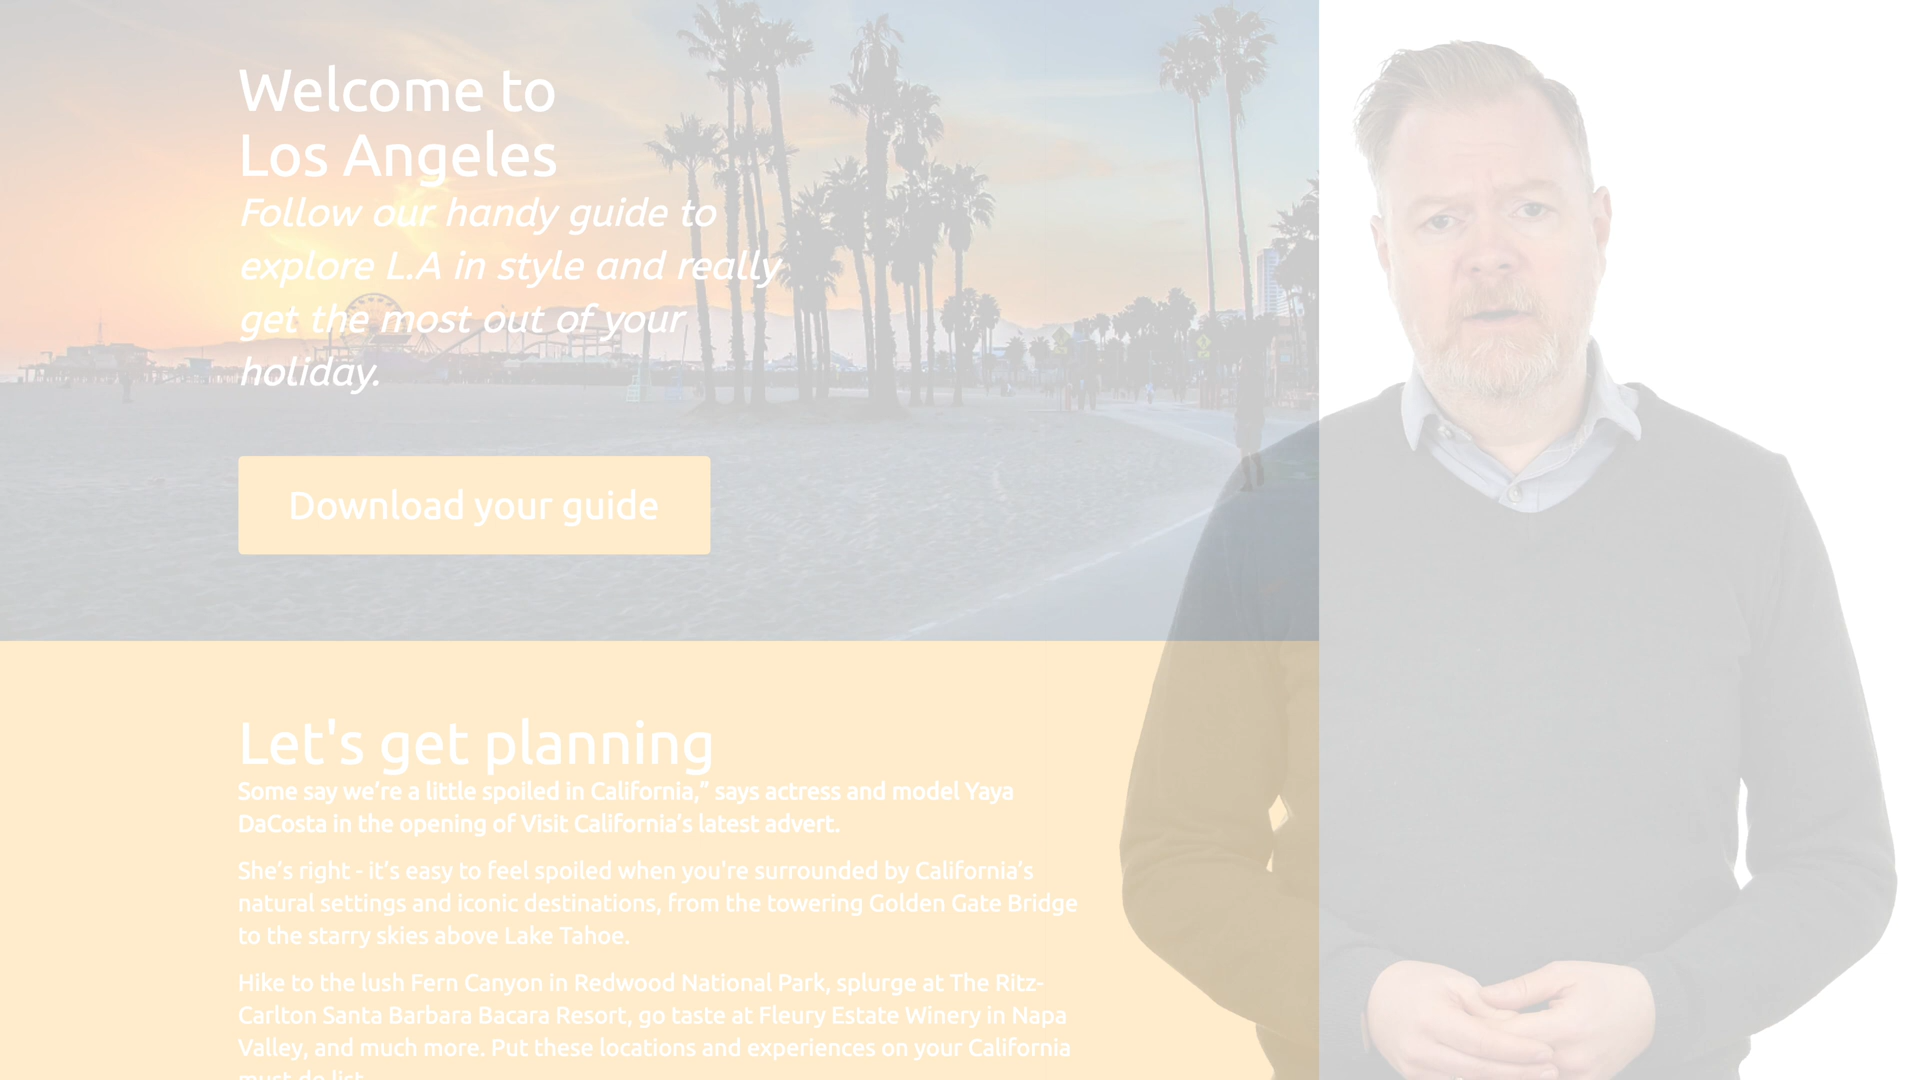 Welcome to
Los Angeles
Follow our handy guide to
explore L.A in style and really
get the most out of your
holiday.
Download your guide
Let's get planning
Some say we’re a little spoiled in California,” says actress and model Yaya
DaCosta in the opening of Visit California’s latest advert.
She’s right - it’s easy to feel spoiled when you're surrounded by California’s
natural settings and iconic destinations, from the towering Golden Gate Bridge
to the starry skies above Lake Tahoe.
Hike to the lush Fern Canyon in Redwood National Park, splurge at The Ritz-
Carlton Santa Barbara Bacara Resort, go taste at Fleury Estate Winery in Napa
Valley, and much more. Put these locations and experiences on your California
must do list